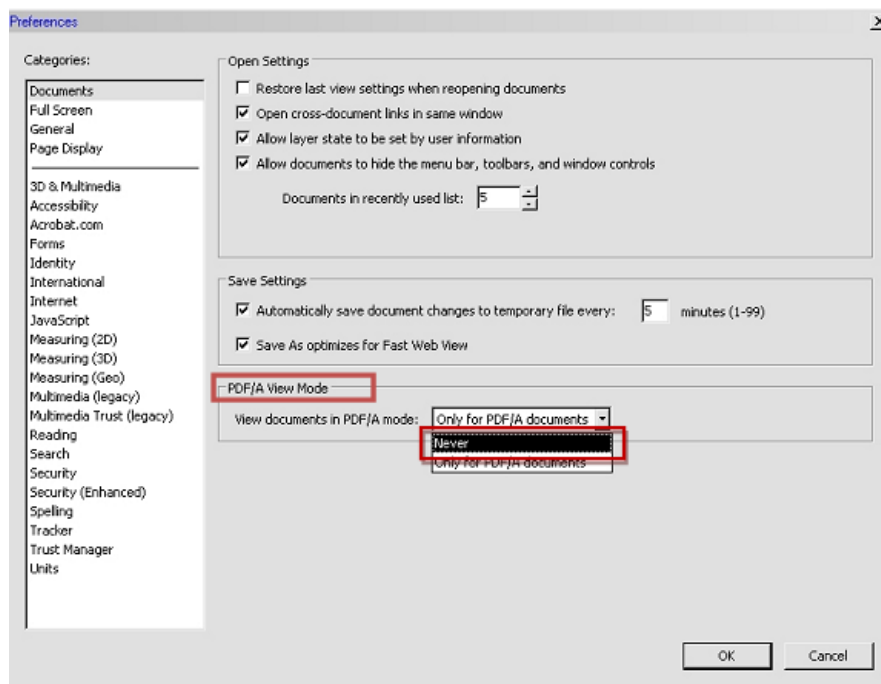 Preferences
Categories:
Documents
Full Screen
General
Page Display
3D & Multimedia
Accessibility
Acrobat.com
Forms
Identity
International
Internet
JavaScript
Measuring (2D)
Measuring (3D)
Measuring (Geo)
Multimedia (legacy)
Multimedia Trust (legacy)
Reading
Search
Security
Security (Enhanced)
Spelling
Tracker
Trust Manager
Units
Open Settings
Restore last view settings when reopening documents
Open cross-document links in same window
Allow layer state to be set by user information
Allow documents to hide the menu bar, toolbars, and window controls
Documents in recently used list: 5
Save Settings
Automatically save document changes to temporary file every: 5 minutes (1-99)
Save As optimizes for Fast Web View
PDF/A View Mode
View documents in PDF/A mode: Only for PDF/A documents
Never
Only for PDF/A documents
OK Cancel